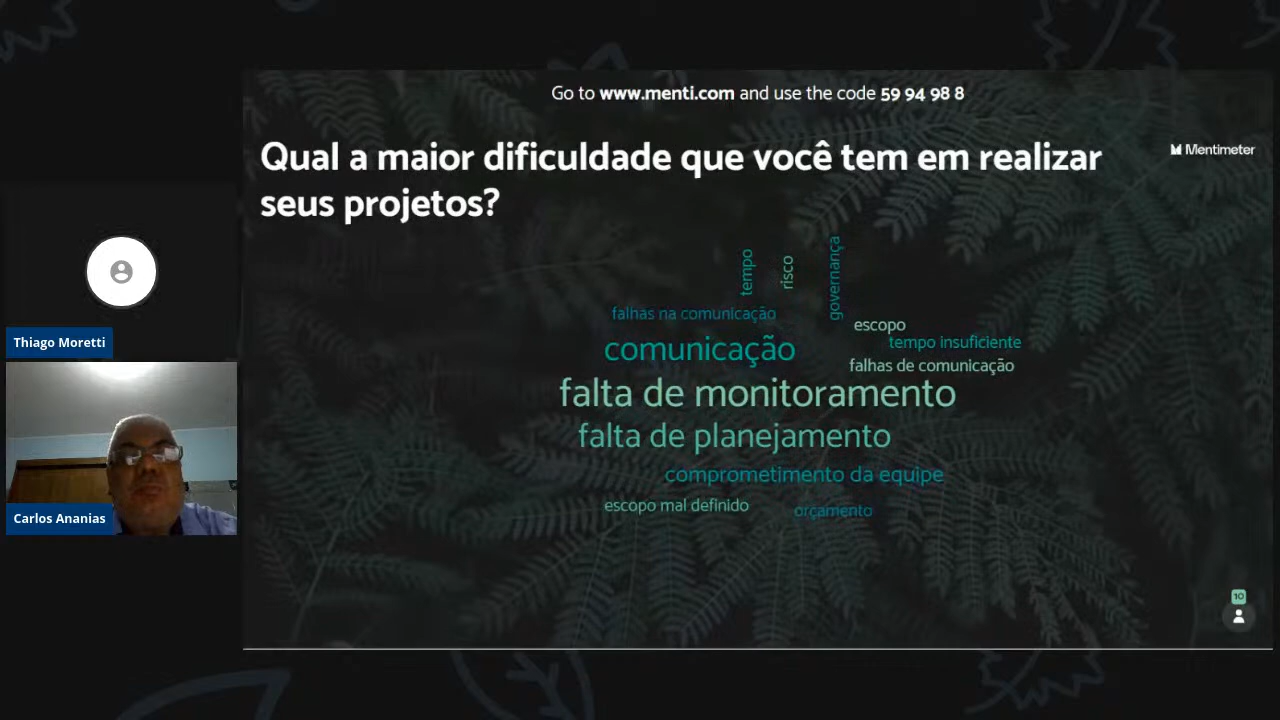 Go to www.menti.com and use the code 59 94 98 8
Qual a maior dificuldade que você tem em realizar
seus projetos?
Mentimeter
tempo
risco
governança
falhas na comunicação
escopo
tempo insuficiente
comunicação
falhas de comunicação
falta de monitoramento
falta de planejamento
comprometimento da equipe
escopo mal definido
orçamento
10
Thiago Moretti
Carlos Ananias